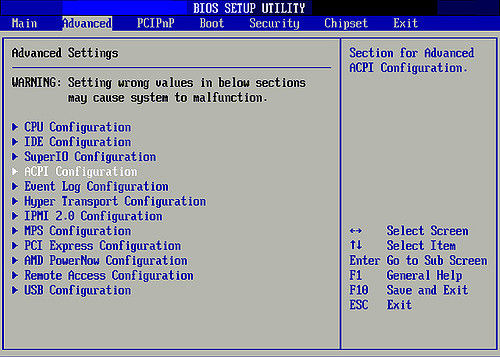 BIOS SETUP UTILITY
Main Advanced PCIPnP Boot Security Chipset Exit
Advanced Settings
WARNING: Setting wrong values in below sections
may cause system to malfunction.
CPU Configuration
IDE Configuration
SuperIO Configuration
ACPI Configuration
Event Log Configuration
Hyper Transport Configuration
IPMI 2.0 Configuration
MPS Configuration
PCI Express Configuration
AMD PowerNow Configuration
Remote Access Configuration
USB Configuration
Section for Advanced
ACPI Configuration.
↔ Select Screen
↑↓ Select Item
Enter Go to Sub Screen
F1 General Help
F10 Save and Exit
ESC Exit